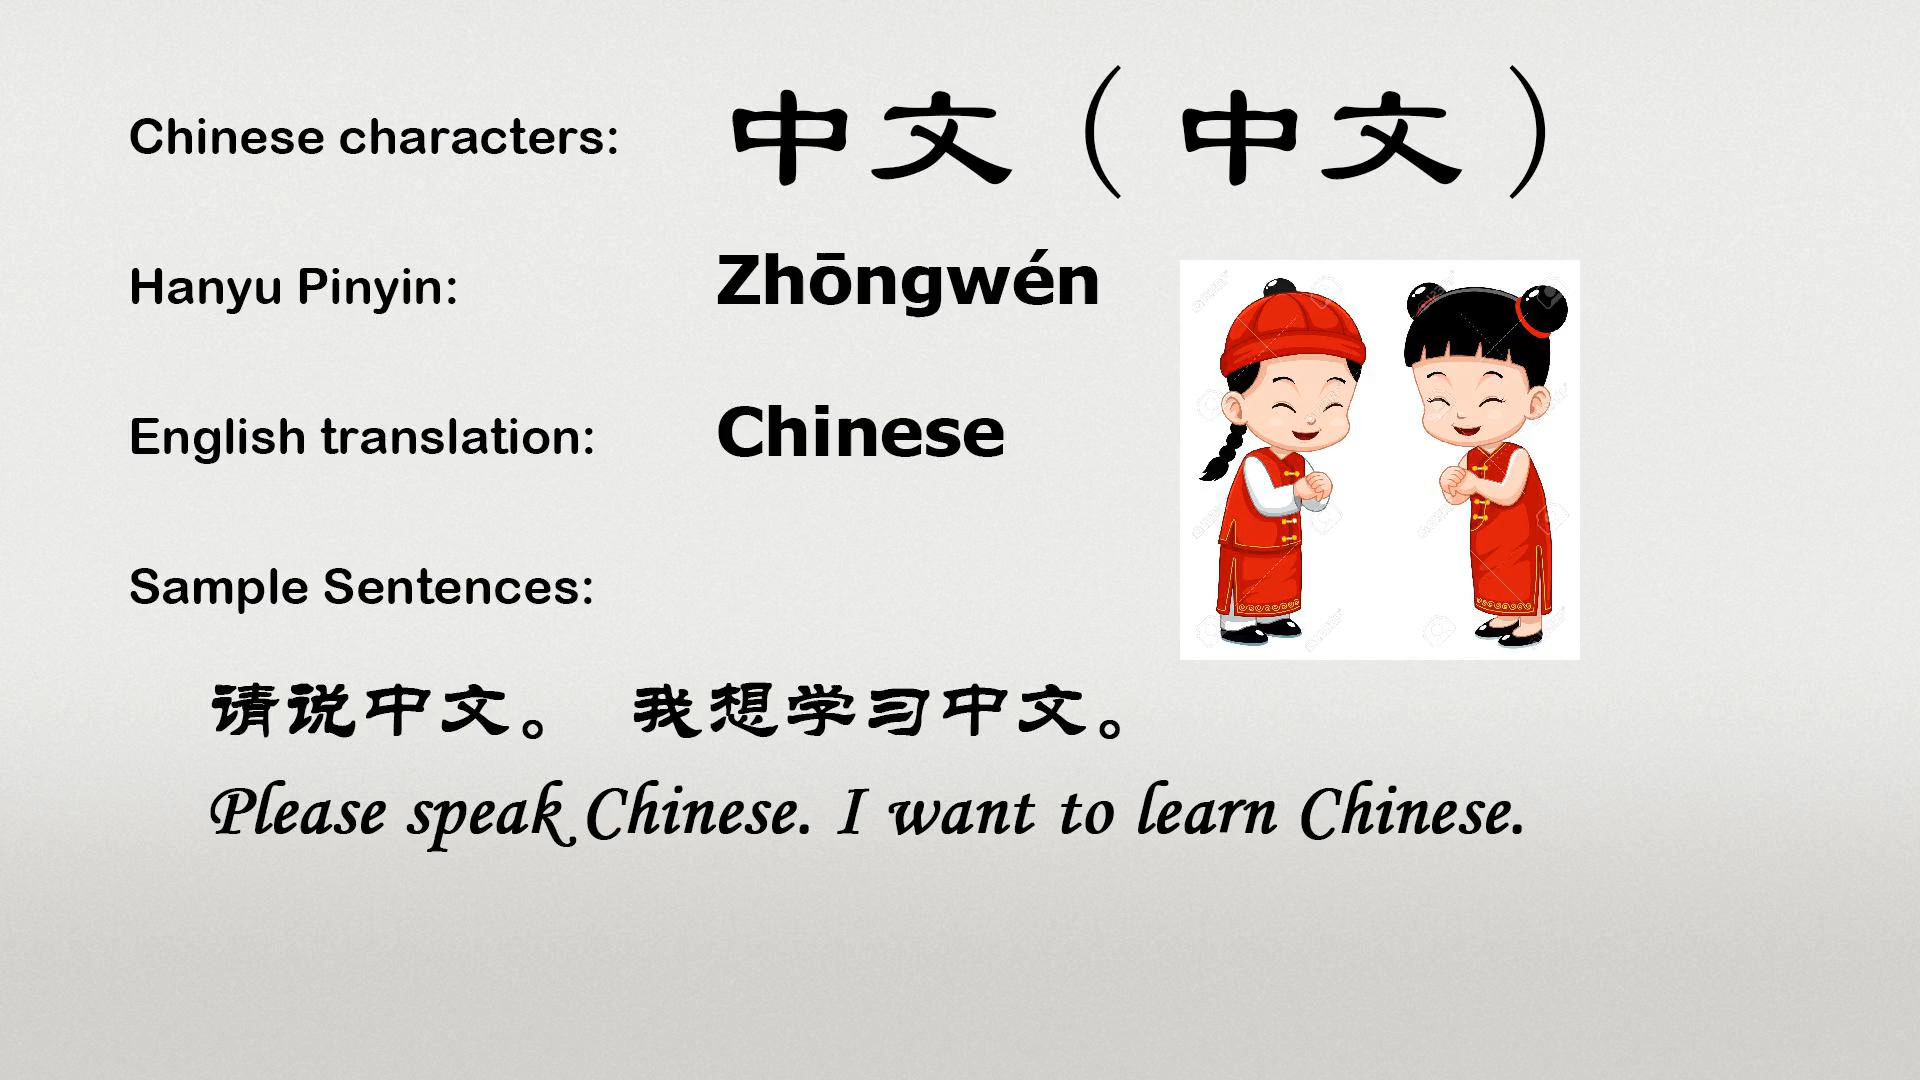 Chinese characters: 中文（中文）
Hanyu Pinyin: Zhōngwén
English translation: Chinese
Sample Sentences:
请说中文。 我想学习中文。
Please speak Chinese. I want to learn Chinese.